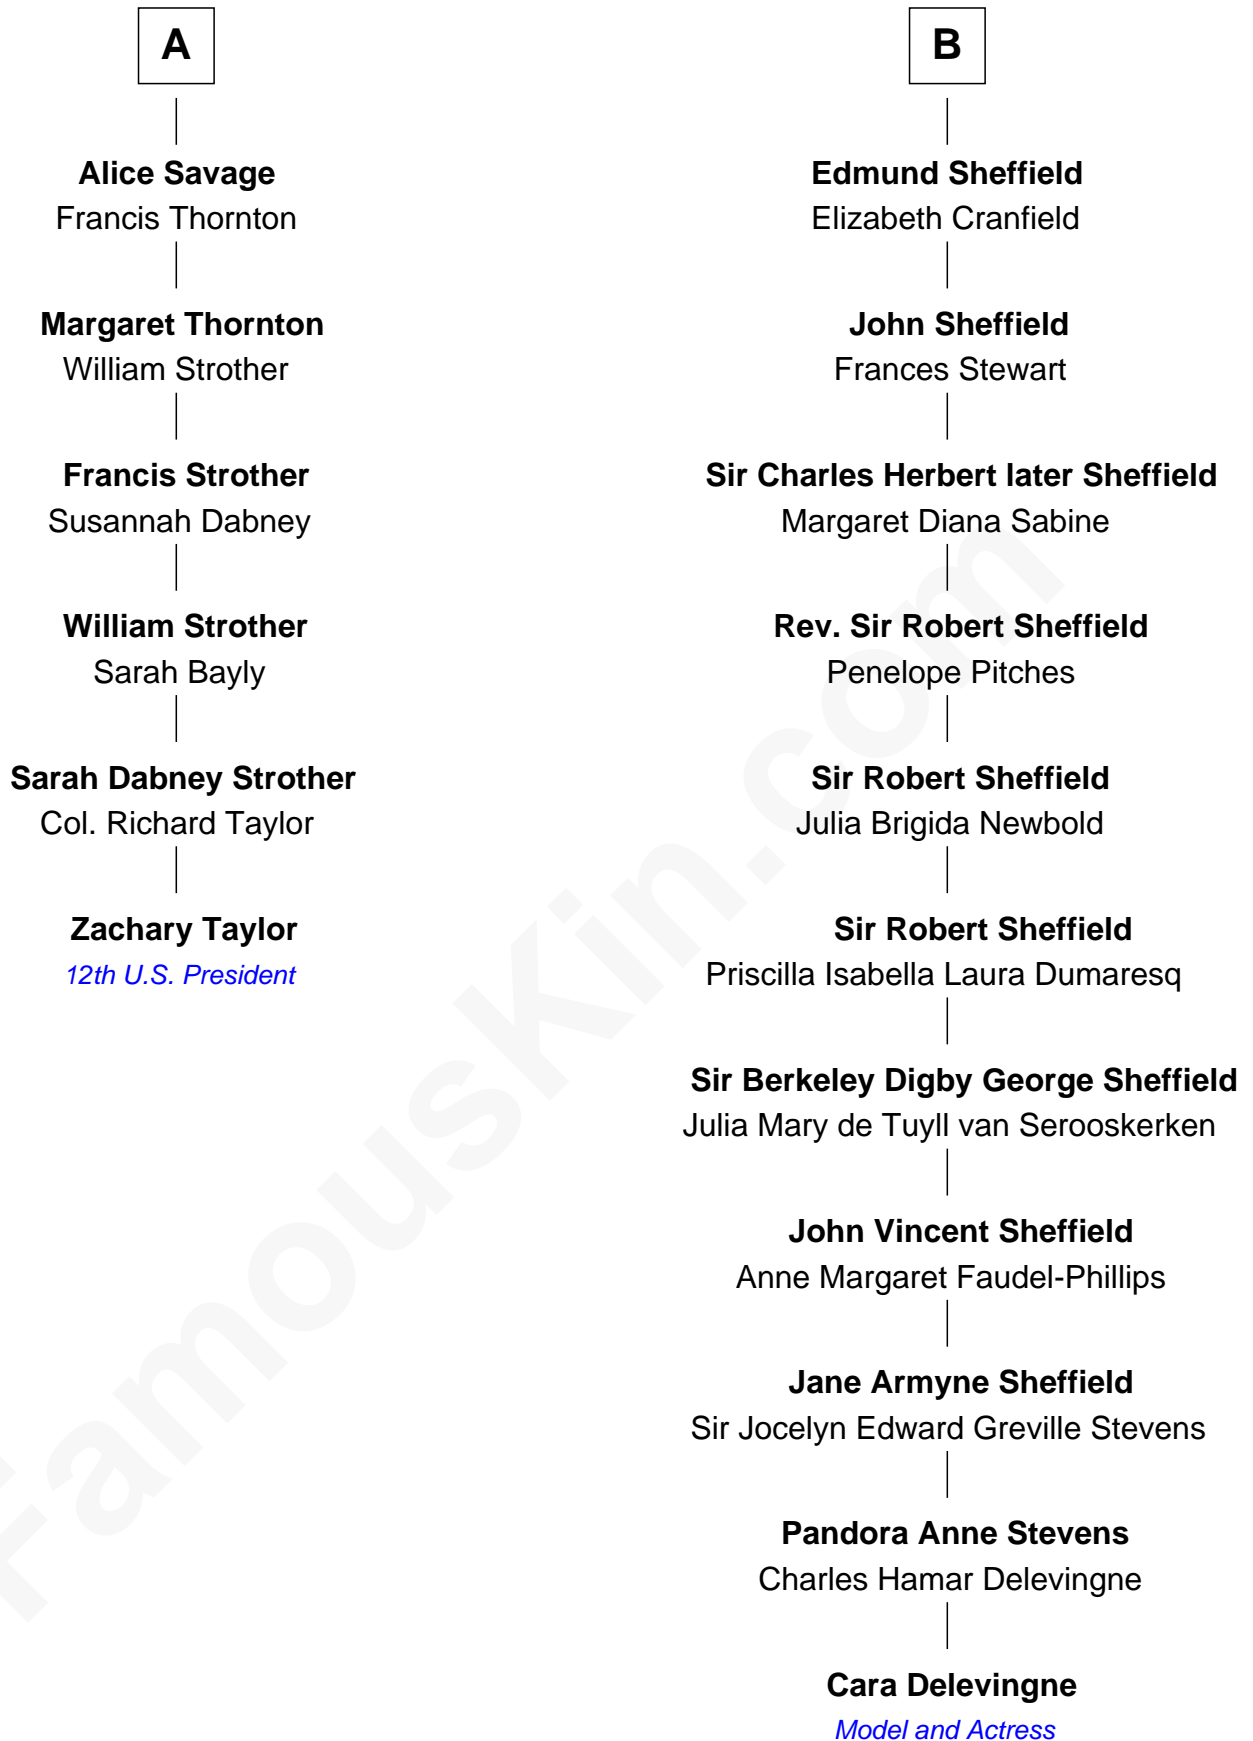 A
Alice Savage
Francis Thornton
Margaret Thornton
William Strother
Francis Strother
Susannah Dabney
William Strother
Sarah Bayly
Sarah Dabney Strother
Col. Richard Taylor
Zachary Taylor
12th U.S. President
B
Edmund Sheffield
Elizabeth Cranfield
John Sheffield
Frances Stewart
Sir Charles Herbert later Sheffield
Margaret Diana Sabine
Rev. Sir Robert Sheffield
Penelope Pitches
Sir Robert Sheffield
Julia Brigida Newbold
Sir Robert Sheffield
Priscilla Isabella Laura Dumaresq
Sir Berkeley Digby George Sheffield
Julia Mary de Tuyll van Serooskerken
John Vincent Sheffield
Anne Margaret Faudel-Phillips
Jane Armyne Sheffield
Sir Jocelyn Edward Greville Stevens
Pandora Anne Stevens
Charles Hamar Delevingne
Cara Delevingne
Model and Actress
FamousKin.com